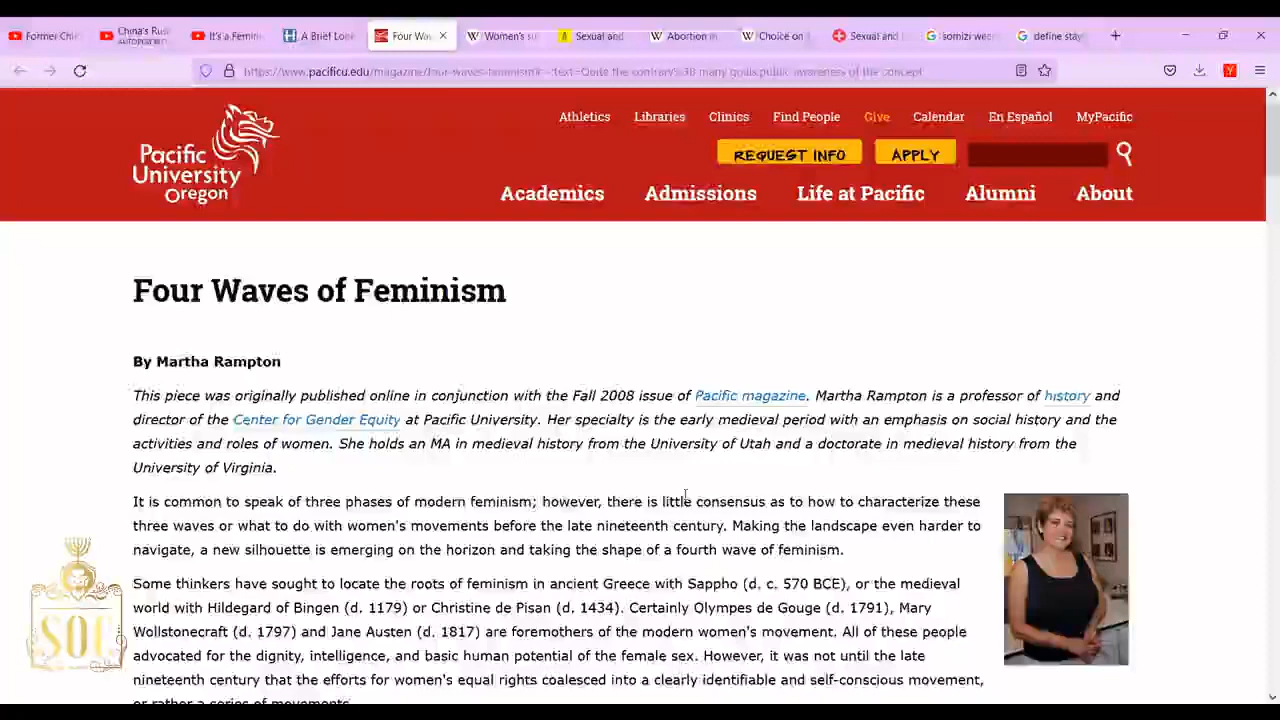 Former Chi
China's Rus
AUTOPLAYING
It's a Femin
A Brief Look
Four Wav
Women's su
Sexual and
Abortion in
Choice on
Sexual and
somizi wee
define stay
https://www.pacificu.edu/magazine/four-waves-feminism#:~:text=Quite the contrary%3B many goals,public awareness of the concept
Athletics
Libraries
Clinics
Find People
Give
Calendar
En Español
MyPacific
Pacific
University
Oregon
REQUEST INFO
APPLY
Academics
Admissions
Life at Pacific
Alumni
About
Four Waves of Feminism
By Martha Rampton
This piece was originally published online in conjunction with the Fall 2008 issue of Pacific magazine. Martha Rampton is a professor of history and
director of the Center for Gender Equity at Pacific University. Her specialty is the early medieval period with an emphasis on social history and the
activities and roles of women. She holds an MA in medieval history from the University of Utah and a doctorate in medieval history from the
University of Virginia.
It is common to speak of three phases of modern feminism; however, there is little consensus as to how to characterize these
three waves or what to do with women's movements before the late nineteenth century. Making the landscape even harder to
navigate, a new silhouette is emerging on the horizon and taking the shape of a fourth wave of feminism.
Some thinkers have sought to locate the roots of feminism in ancient Greece with Sappho (d. c. 570 BCE), or the medieval
world with Hildegard of Bingen (d. 1179) or Christine de Pisan (d. 1434). Certainly Olympes de Gouge (d. 1791), Mary
Wollstonecraft (d. 1797) and Jane Austen (d. 1817) are foremothers of the modern women's movement. All of these people
advocated for the dignity, intelligence, and basic human potential of the female sex. However, it was not until the late
nineteenth century that the efforts for women's equal rights coalesced into a clearly identifiable and self-conscious movement,
or rather a series of movements.